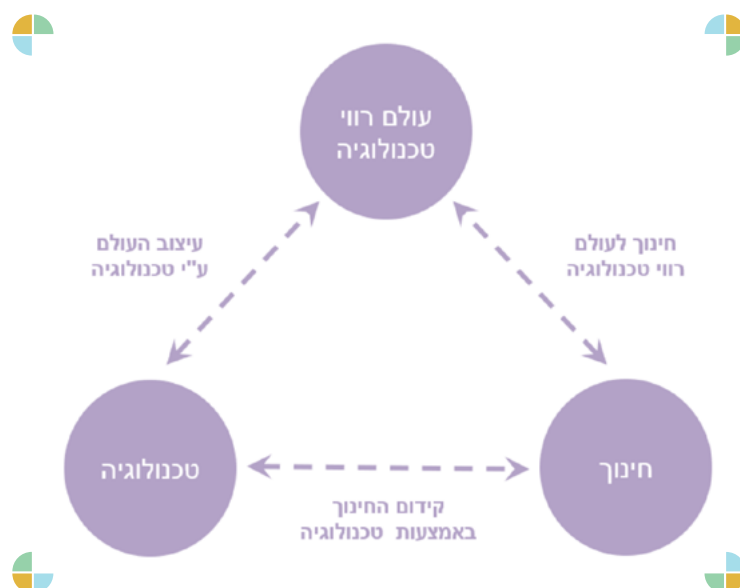 עולם רווי
טכנולוגיה
חינוך לעולם
רווי טכנולוגיה
עיצוב העולם
ע"י טכנולוגיה
חינוך
טכנולוגיה
קידום החינוך
באמצעות טכנולוגיה